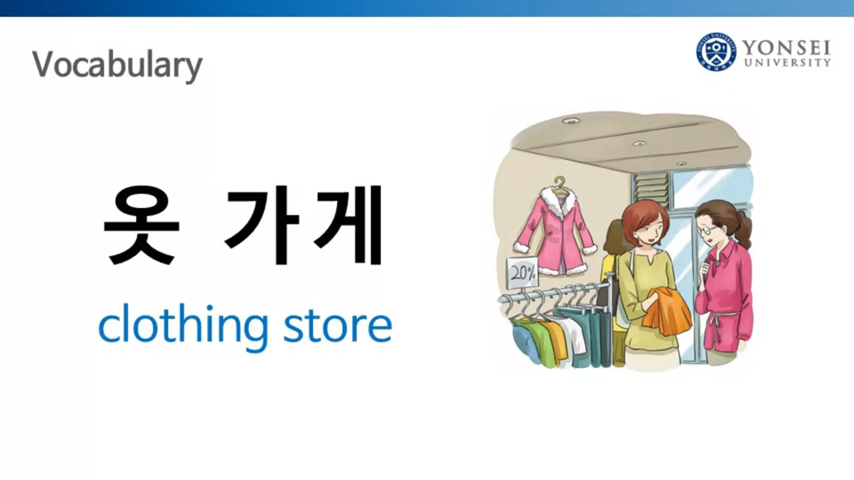 Vocabulary
YONSEI
UNIVERSITY
옷 가게
clothing store
20%